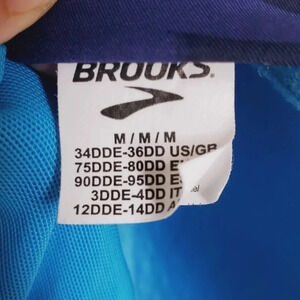 BROOKS.
M / M / M
34DDE-36DD US/GB
75DDE-80DD
90DDE-95DD
3DDE-4DD IT
12DDE-14DD